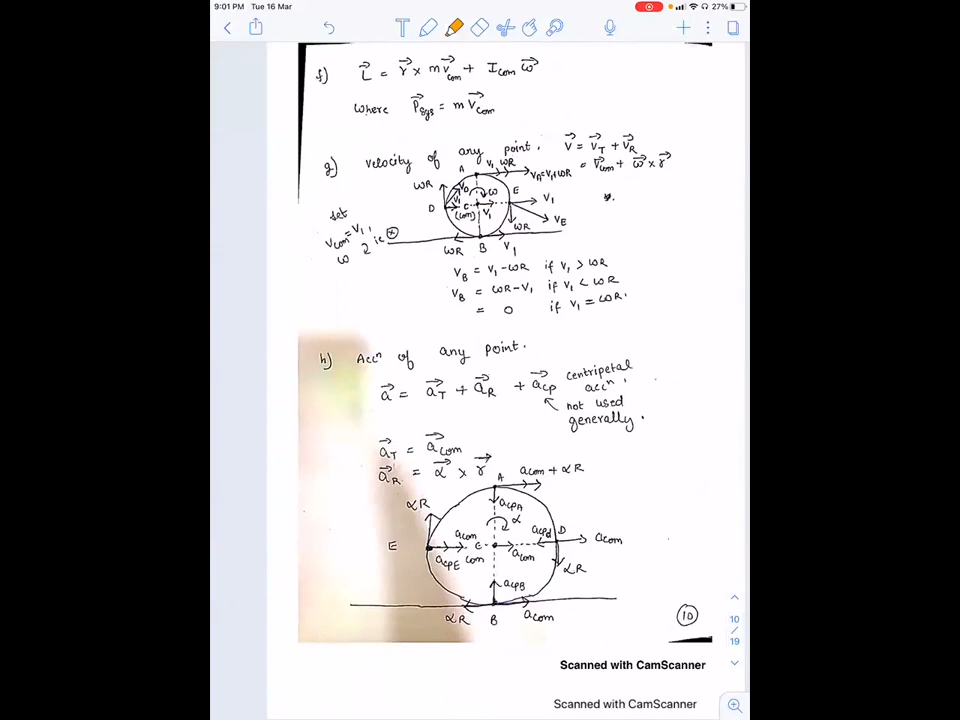 9:01 PM Tue 16 Mar
27%
T
f) L⃗ = r⃗ × m v⃗com + Icom ω⃗
where P⃗sys = m v⃗com
g) Velocity of any point. v⃗ = v⃗T + v⃗R
= v⃗com + ω⃗ × r⃗
A V1 ωR VA=V1+ωR
ωR VD ω E
D V1 C V1 V1
(com) VE
ωR
let
Vcom = V1,
ω ⊗
ωR B V1
VB = V1 - ωR if V1 > ωR
VB = ωR - V1 if V1 < ωR
= 0 if V1 = ωR.
h) Accn of any point.
a⃗ = a⃗T + a⃗R + a⃗cp centripetal
accn.
not used
generally.
a⃗T = a⃗com
a⃗R = α⃗ × r⃗
A acom + αR
αR acpA
α
acom acpd D
E C acom acom
acpE com
αR
acpB
αR B acom
10
10
/
19
Scanned with CamScanner
Scanned with CamScanner